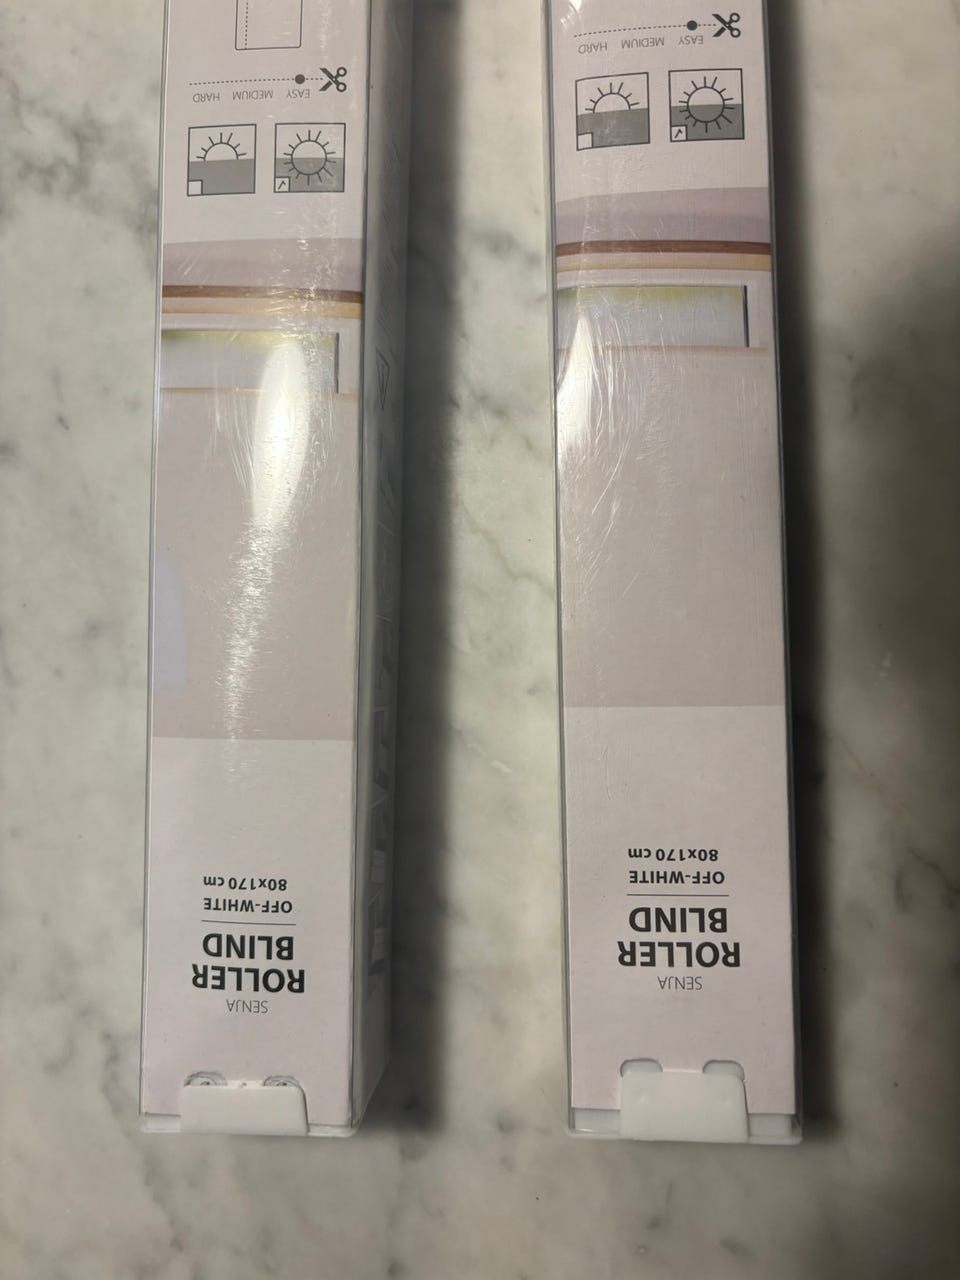 SENJA
ROLLER
BLIND
OFF-WHITE
80x170 cm
EASY MEDIUM HARD
SENJA
ROLLER
BLIND
OFF-WHITE
80x170 cm
EASY MEDIUM HARD